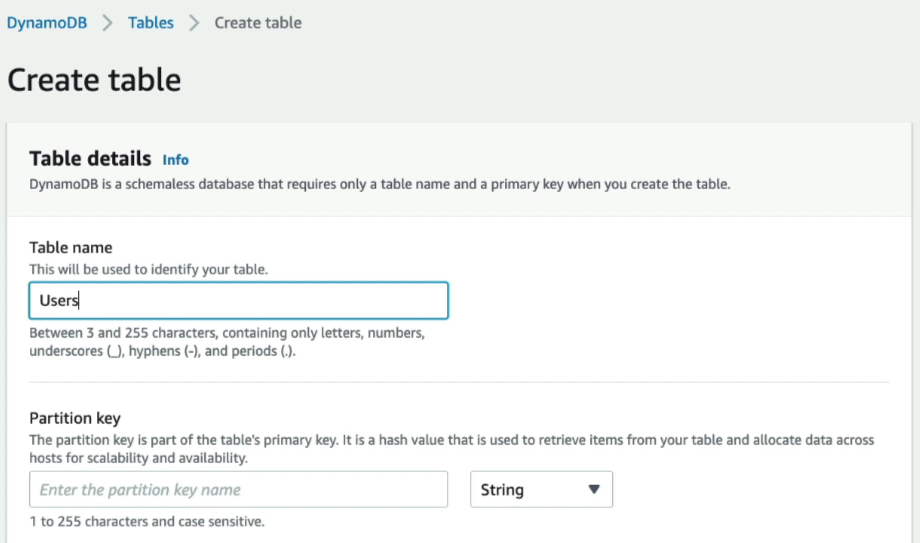 DynamoDB > Tables > Create table
Create table
Table details Info
DynamoDB is a schemaless database that requires only a table name and a primary key when you create the table.
Table name
This will be used to identify your table.
Users
Between 3 and 255 characters, containing only letters, numbers,
underscores (_), hyphens (-), and periods (.).
Partition key
The partition key is part of the table's primary key. It is a hash value that is used to retrieve items from your table and allocate data across
hosts for scalability and availability.
Enter the partition key name String
1 to 255 characters and case sensitive.